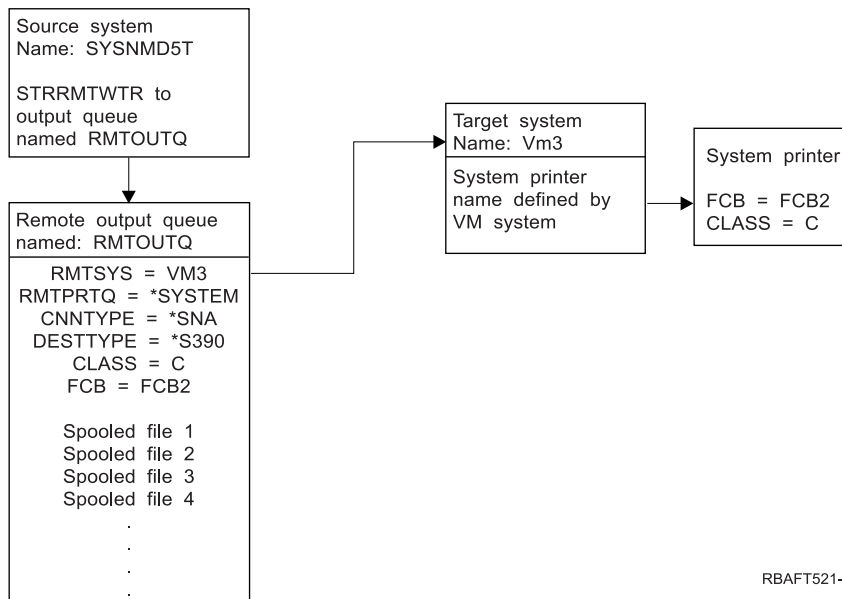 Source system
Name: SYSNMD5T
STRRMTWTR to
output queue
named RMTOUTQ
Remote output queue
named: RMTOUTQ
RMTSYS = VM3
RMTPRTQ = *SYSTEM
CNNTYPE = *SNA
DESTTYPE = *S390
CLASS = C
FCB = FCB2
Spooled file 1
Spooled file 2
Spooled file 3
Spooled file 4
.
.
.
.
Target system
Name: Vm3
System printer
name defined by
VM system
System printer
FCB = FCB2
CLASS = C
RBAFT521-